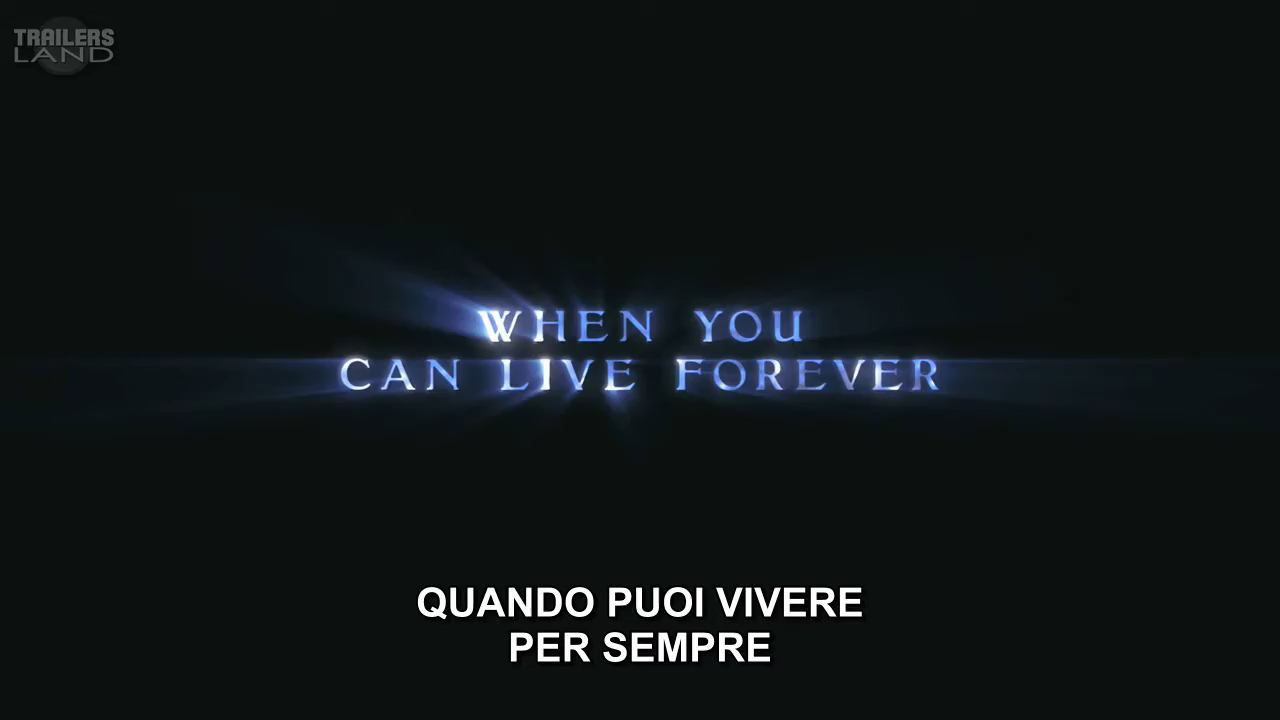 TRAILERS
LAND
WHEN YOU
CAN LIVE FOREVER
QUANDO PUOI VIVERE
PER SEMPRE